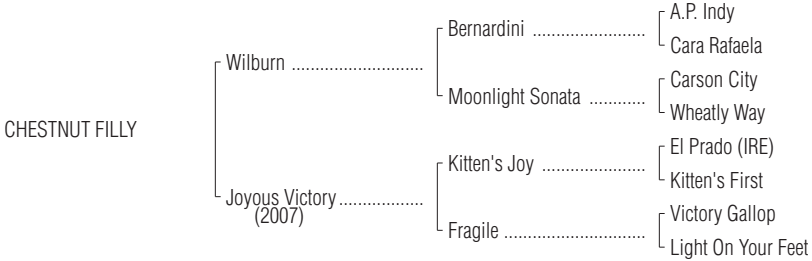 A.P. Indy
Bernardini ........................
Cara Rafaela
Wilburn ............................
Carson City
Moonlight Sonata ............
Wheatly Way
CHESTNUT FILLY
El Prado (IRE)
Kitten's Joy ......................
Kitten's First
Joyous Victory ..................
(2007)
Victory Gallop
Fragile ..............................
Light On Your Feet